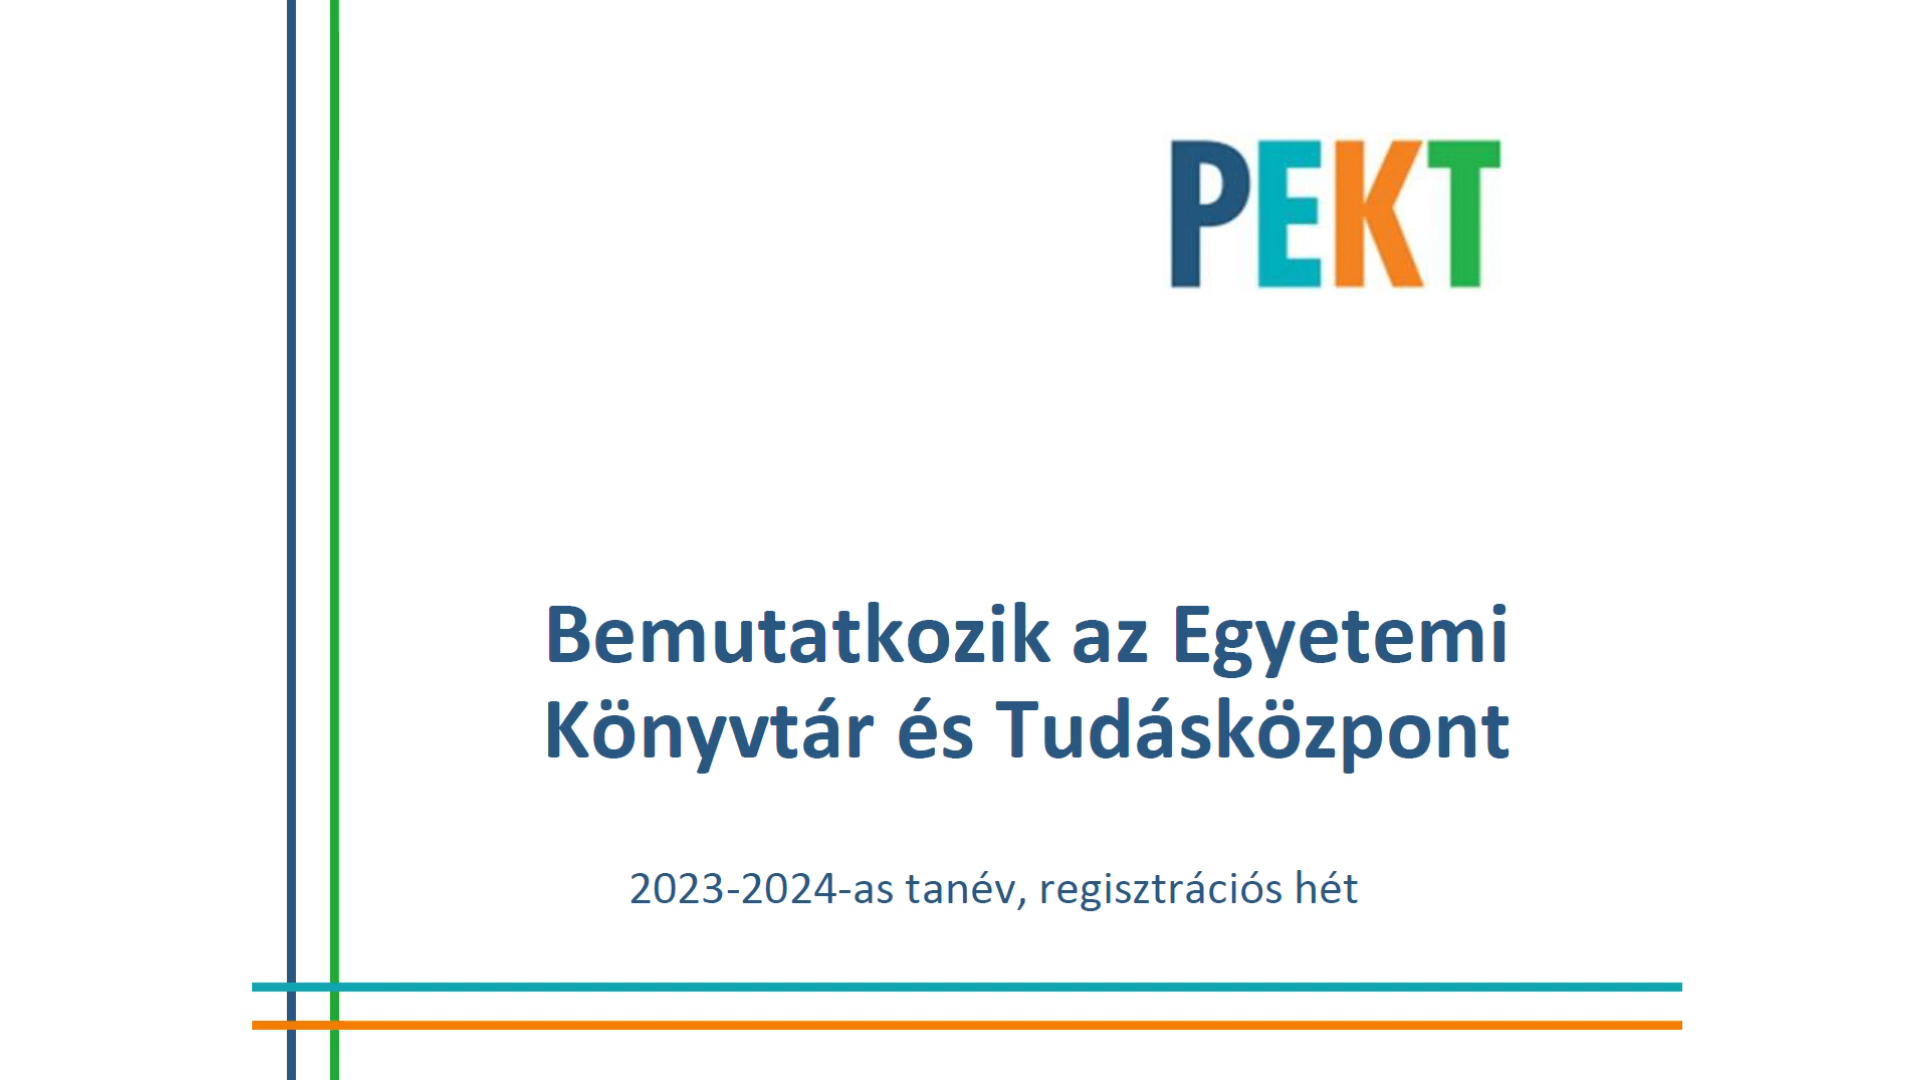 PEKT
Bemutatkozik az Egyetemi
Könyvtár és Tudásközpont
2023-2024-as tanév, regisztrációs hét